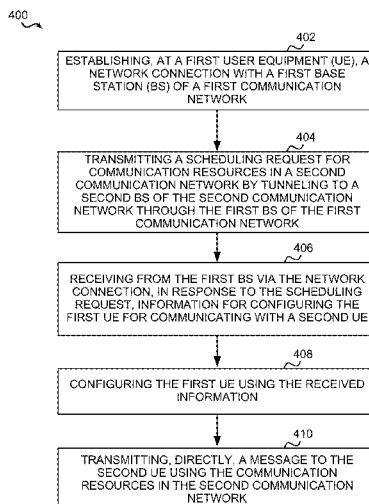 400
402
ESTABLISHING, AT A FIRST USER EQUIPMENT (UE), A
NETWORK CONNECTION WITH A FIRST BASE
STATION (BS) OF A FIRST COMMUNICATION
NETWORK
404
TRANSMITTING A SCHEDULING REQUEST FOR
COMMUNICATION RESOURCES IN A SECOND
COMMUNICATION NETWORK BY TUNNELING TO A
SECOND BS OF THE SECOND COMMUNICATION
NETWORK THROUGH THE FIRST BS OF THE FIRST
COMMUNICATION NETWORK
406
RECEIVING FROM THE FIRST BS VIA THE NETWORK
CONNECTION, IN RESPONSE TO THE SCHEDULING
REQUEST, INFORMATION FOR CONFIGURING THE
FIRST UE FOR COMMUNICATING WITH A SECOND UE
408
CONFIGURING THE FIRST UE USING THE RECEIVED
INFORMATION
410
TRANSMITTING, DIRECTLY, A MESSAGE TO THE
SECOND UE USING THE COMMUNICATION
RESOURCES IN THE SECOND COMMUNICATION
NETWORK